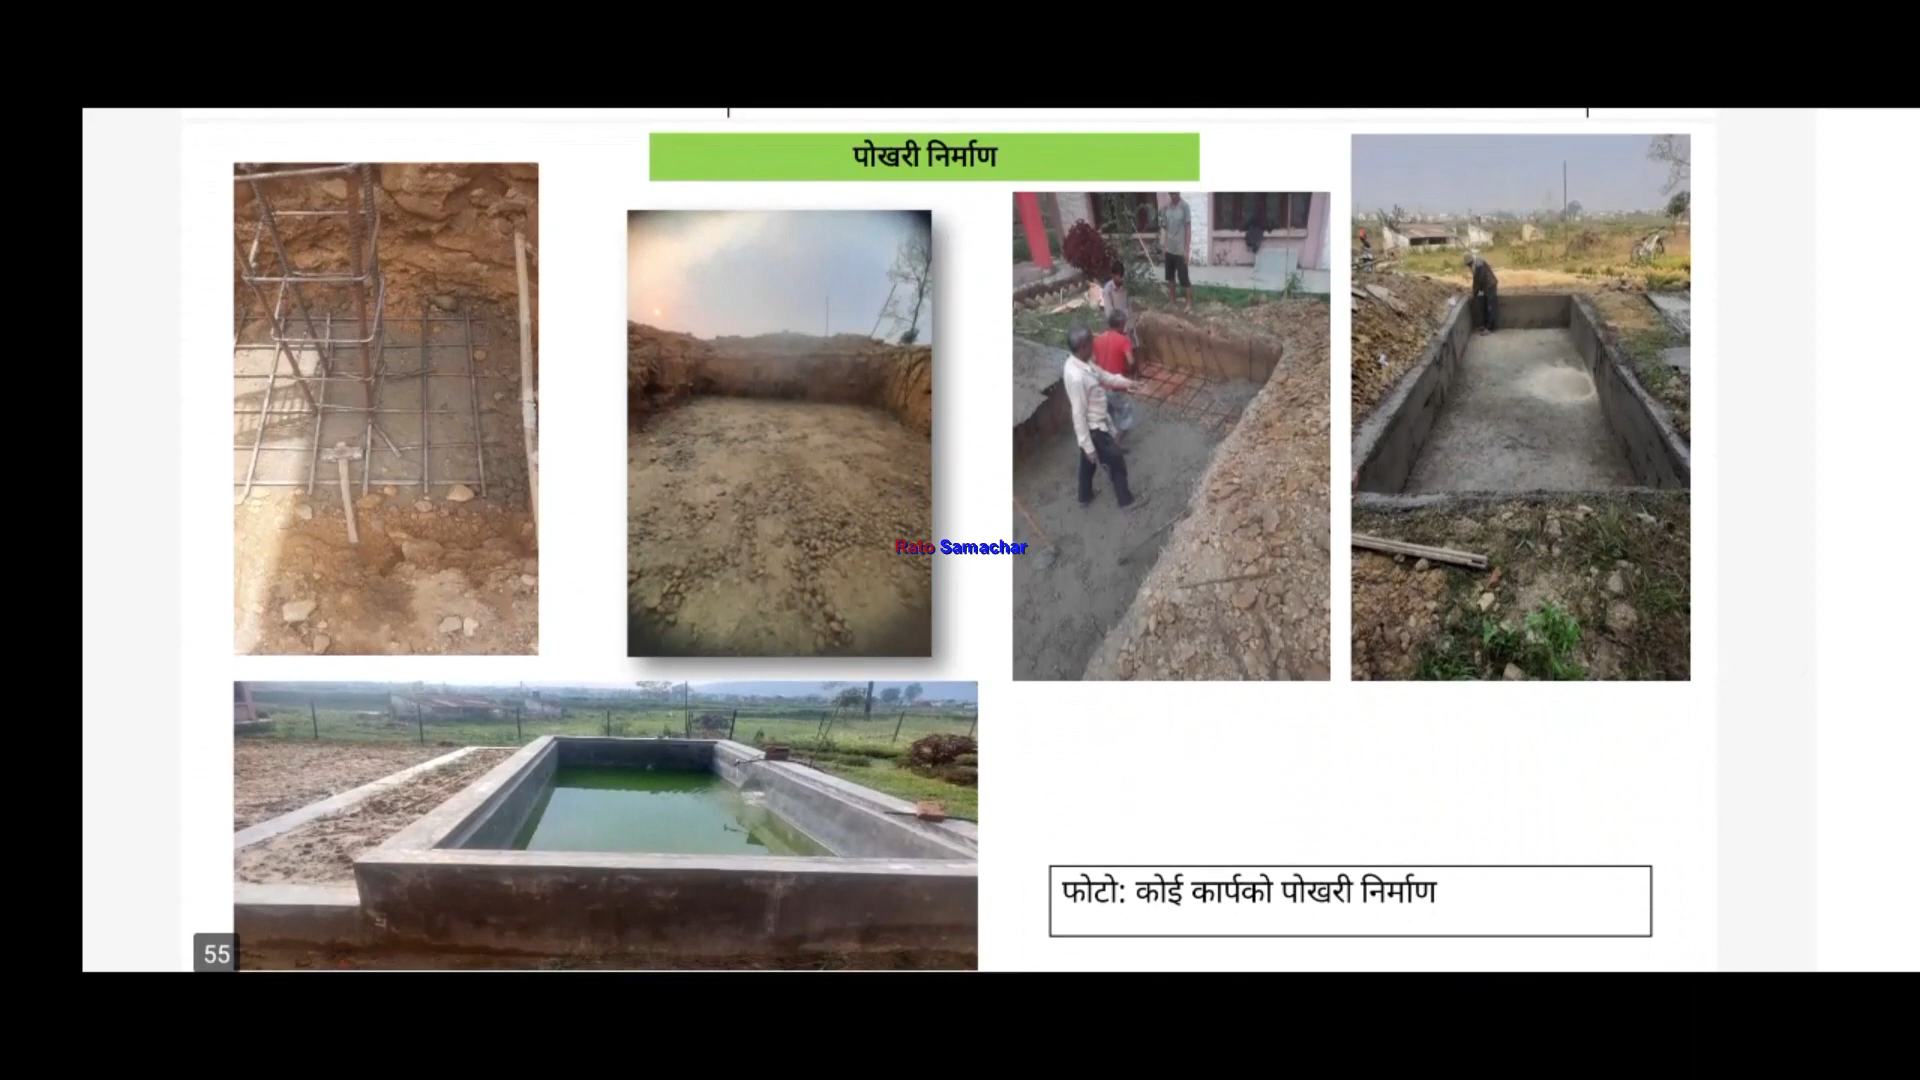 पोखरी निर्माण
Rato Samachar
फोटो: कोई कार्पको पोखरी निर्माण
55